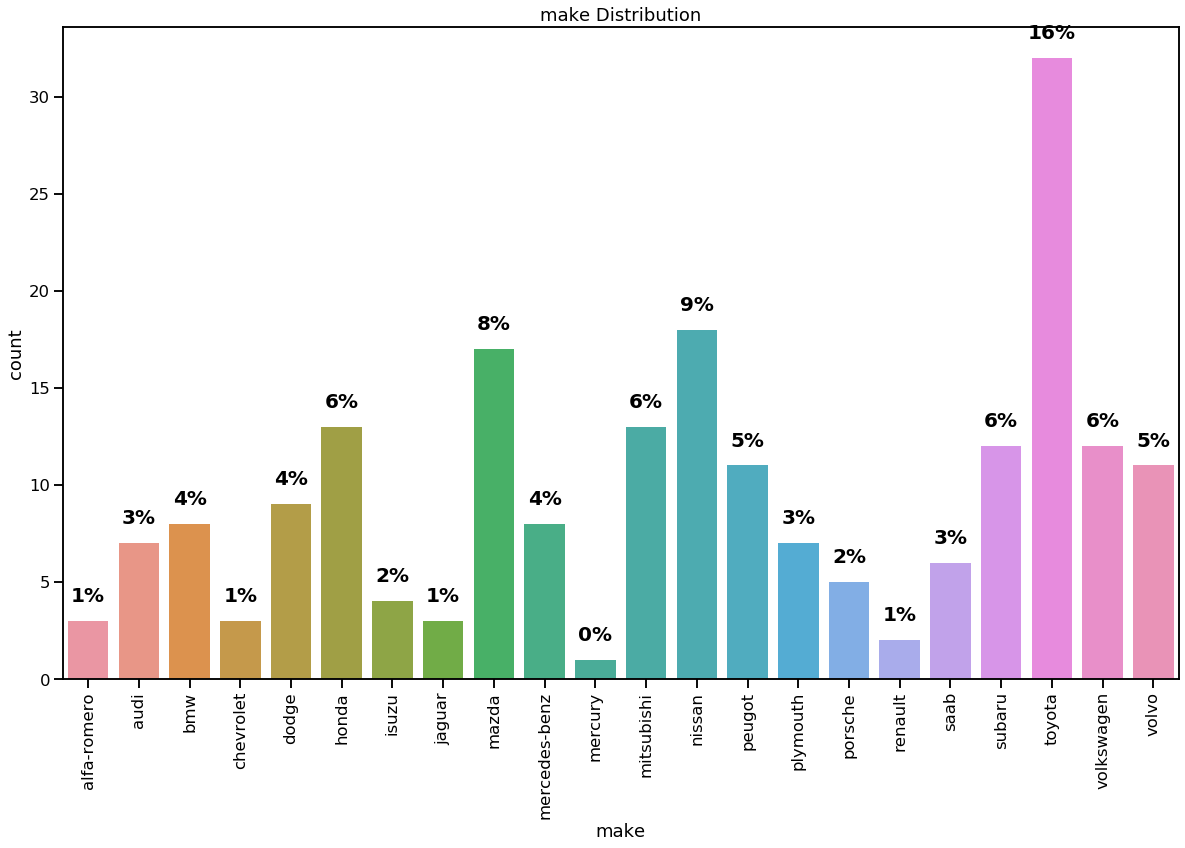 make Distribution
16%
30
25
20
9%
8%
count
15
6%
6%
6%
6%
5%
5%
10
4%
4%
4%
3%
3%
3%
2%
5
2%
1%
1%
1%
1%
0%
0
alfa-romero
audi
bmw
chevrolet
dodge
honda
isuzu
jaguar
mazda
mercedes-benz
mercury
mitsubishi
nissan
peugot
plymouth
porsche
renault
saab
subaru
toyota
volkswagen
volvo
make